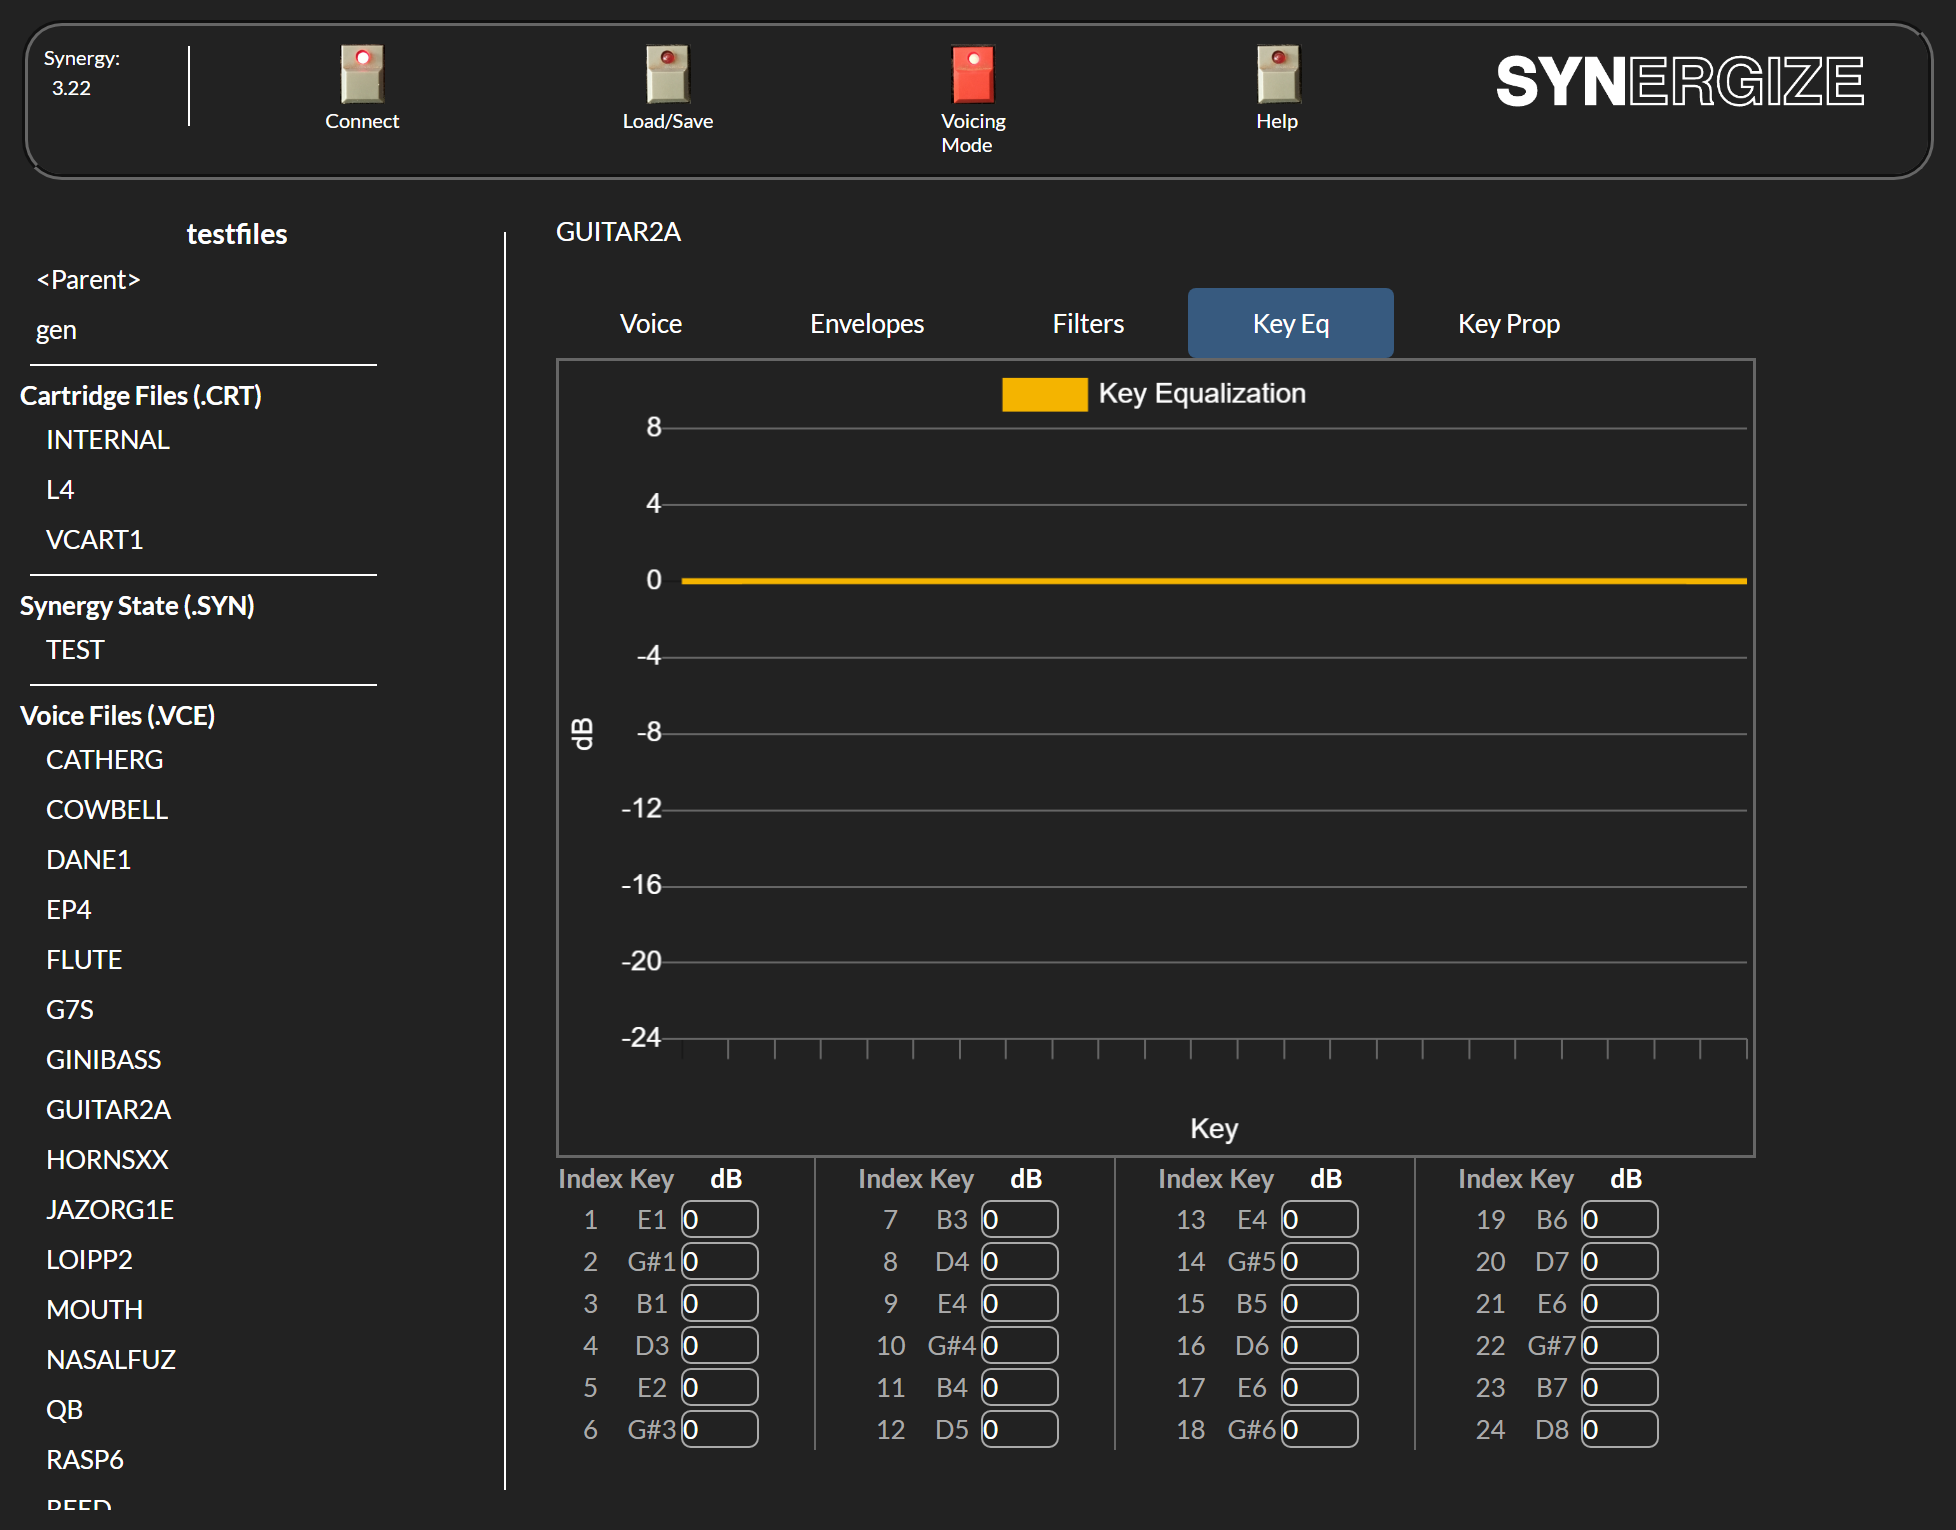 Synergy:
3.22
Connect
Load/Save
Voicing
Mode
Help
SYNERGIZE
testfiles
<Parent>
gen
Cartridge Files (.CRT)
INTERNAL
L4
VCART1
Synergy State (.SYN)
TEST
Voice Files (.VCE)
CATHERG
COWBELL
DANE1
EP4
FLUTE
G7S
GINIBASS
GUITAR2A
HORNSXX
JAZORG1E
LOIPP2
MOUTH
NASALFUZ
QB
RASP6
REED
GUITAR2A
Voice Envelopes Filters Key Eq Key Prop
Key Equalization
8
4
0
-4
-8
-12
-16
-20
-24
dB
Key
Index Key dB Index Key dB Index Key dB Index Key dB
1 E1 0 7 B3 0 13 E4 0 19 B6 0
2 G#1 0 8 D4 0 14 G#5 0 20 D7 0
3 B1 0 9 E4 0 15 B5 0 21 E6 0
4 D3 0 10 G#4 0 16 D6 0 22 G#7 0
5 E2 0 11 B4 0 17 E6 0 23 B7 0
6 G#3 0 12 D5 0 18 G#6 0 24 D8 0